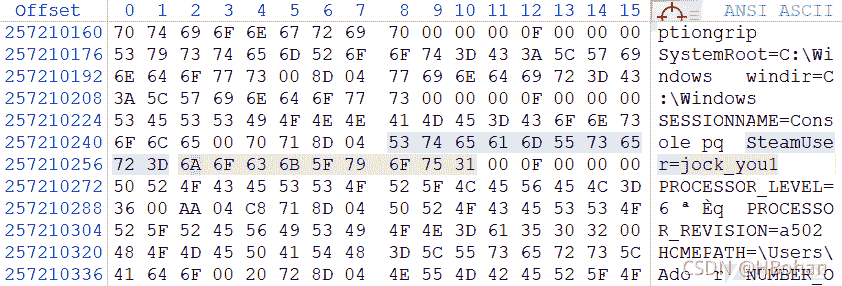 Offset 0 1 2 3 4 5 6 7 8 9 10 11 12 13 14 15 ANSI ASCII
257210160 70 74 69 6F 6E 67 72 69 70 00 00 00 0F 00 00 00 ptiongrip
257210176 53 79 73 74 65 6D 52 6F 6F 74 3D 43 3A 5C 57 69 SystemRoot=C:\Wi
257210192 6E 64 6F 77 73 00 8D 04 77 69 6E 64 69 72 3D 43 ndows windir=C
257210208 3A 5C 57 69 6E 64 6F 77 73 00 00 00 0F 00 00 00 :\Windows
257210224 53 45 53 53 49 4F 4E 4E 41 4D 45 3D 43 6F 6E 73 SESSIONNAME=Cons
257210240 6F 6C 65 00 70 71 8D 04 53 74 65 61 6D 55 73 65 ole pq SteamUse
257210256 72 3D 6A 6F 63 6B 5F 79 6F 75 31 00 0F 00 00 00 r=jock_you1
257210272 50 52 4F 43 45 53 53 4F 52 5F 4C 45 56 45 4C 3D PROCESSOR_LEVEL=
257210288 36 00 AA 04 C8 71 8D 04 50 52 4F 43 45 53 53 4F 6 ª Èq PROCESSO
257210304 52 5F 52 45 56 49 53 49 4F 4E 3D 61 35 30 32 00 R_REVISION=a502
257210320 48 4F 4D 45 50 41 54 48 3D 5C 55 73 65 72 73 5C HOMEPATH=\Users\
257210336 41 64 6F 00 20 72 8D 04 4E 55 4D 42 45 52 5F 4F Ado r NUMBER_O
CSDN @HBohan